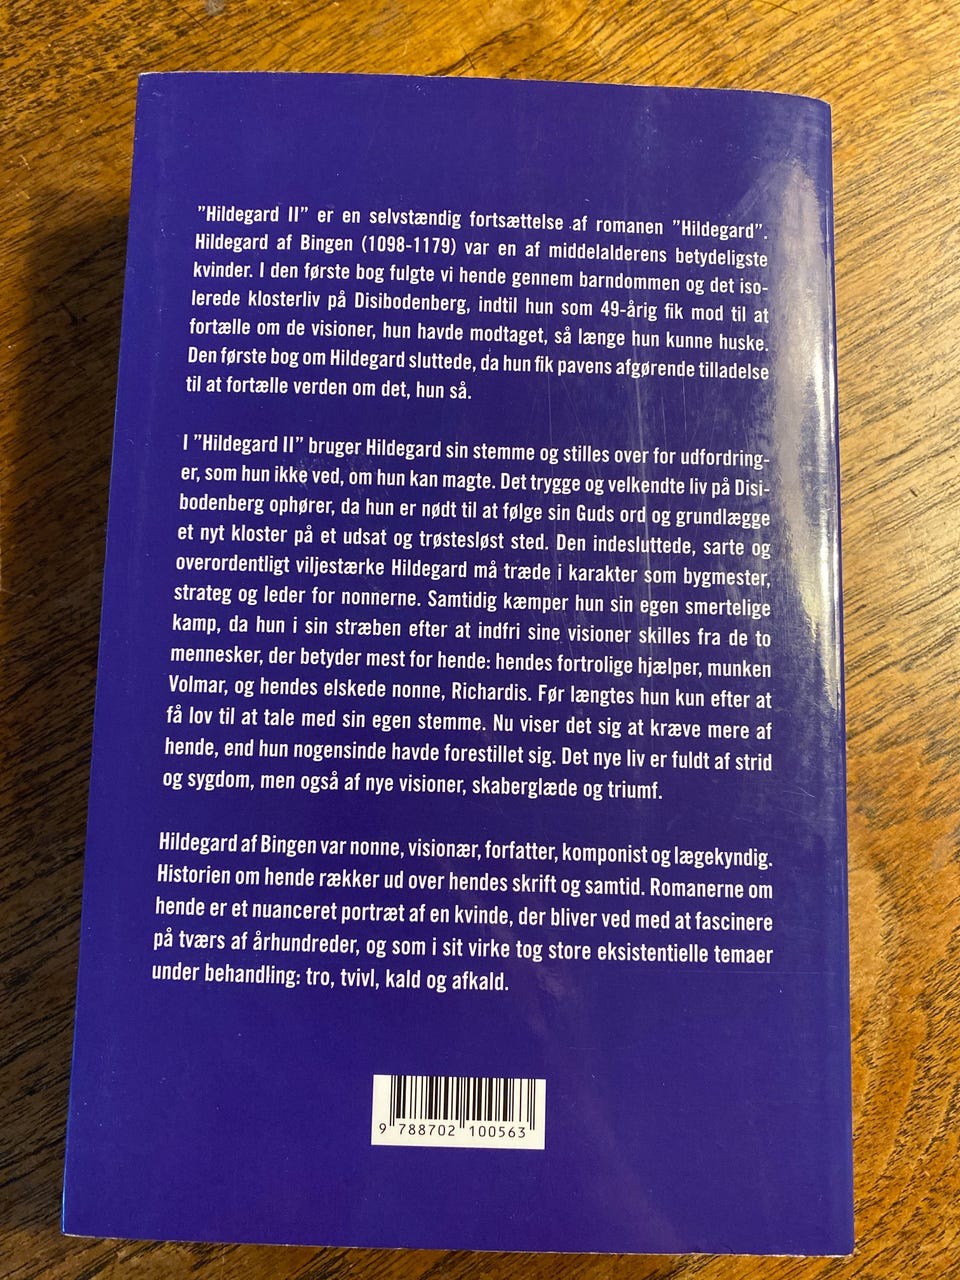 "Hildegard II" er en selvstændig fortsættelse af romanen "Hildegard".
Hildegard af Bingen (1098-1179) var en af middelalderens betydeligste
kvinder. I den første bog fulgte vi hende gennem barndommen og det iso-
lerede klosterliv på Disibodenberg, indtil hun som 49-årig fik mod til at
fortælle om de visioner, hun havde modtaget, så længe hun kunne huske.
Den første bog om Hildegard sluttede, da hun fik pavens afgørende tilladelse
til at fortælle verden om det, hun så.
I "Hildegard II" bruger Hildegard sin stemme og stilles over for udfordring-
er, som hun ikke ved, om hun kan magte. Det trygge og velkendte liv på Disi-
bodenberg ophører, da hun er nødt til at følge sin Guds ord og grundlægge
et nyt kloster på et udsat og trøstesløst sted. Den indesluttede, sarte og
overordentligt viljestærke Hildegard må træde i karakter som bygmester,
strateg og leder for nonnerne. Samtidig kæmper hun sin egen smertelige
kamp, da hun i sin stræben efter at indfri sine visioner skilles fra de to
mennesker, der betyder mest for hende: hendes fortrolige hjælper, munken
Volmar, og hendes elskede nonne, Richardis. Før længtes hun kun efter at
få lov til at tale med sin egen stemme. Nu viser det sig at kræve mere af
hende, end hun nogensinde havde forestillet sig. Det nye liv er fuldt af strid
og sygdom, men også af nye visioner, skaberglæde og triumf.
Hildegard af Bingen var nonne, visionær, forfatter, komponist og lægekyndig.
Historien om hende rækker ud over hendes skrift og samtid. Romanerne om
hende er et nuanceret portræt af en kvinde, der bliver ved med at fascinere
på tværs af århundreder, og som i sit virke tog store eksistentielle temaer
under behandling: tro, tvivl, kald og afkald.
9 788702 100563